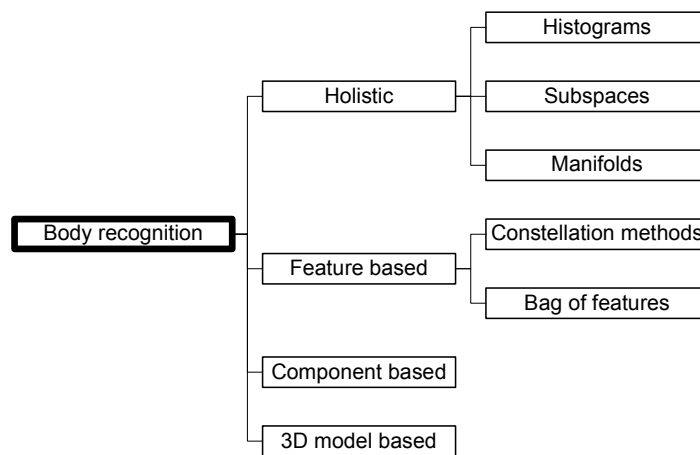 Body recognition
Holistic
Histograms
Subspaces
Manifolds
Feature based
Constellation methods
Bag of features
Component based
3D model based